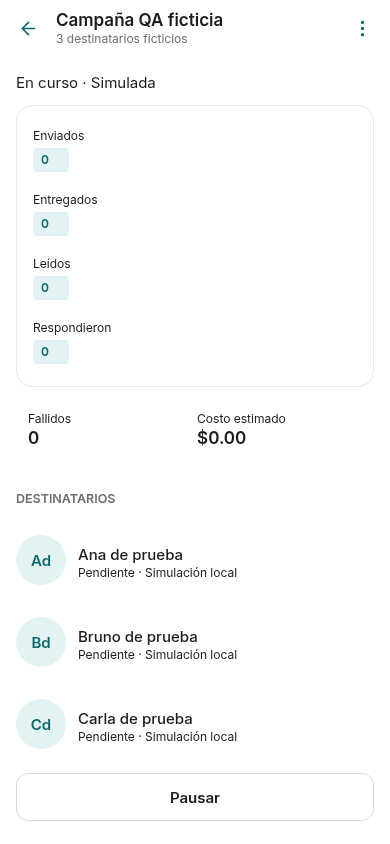 Campaña QA ficticia
3 destinatarios ficticios
En curso · Simulada
Enviados
0
Entregados
0
Leídos
0
Respondieron
0
Fallidos
0
Costo estimado
$0.00
DESTINATARIOS
Ad
Ana de prueba
Pendiente · Simulación local
Bd
Bruno de prueba
Pendiente · Simulación local
Cd
Carla de prueba
Pendiente · Simulación local
Pausar